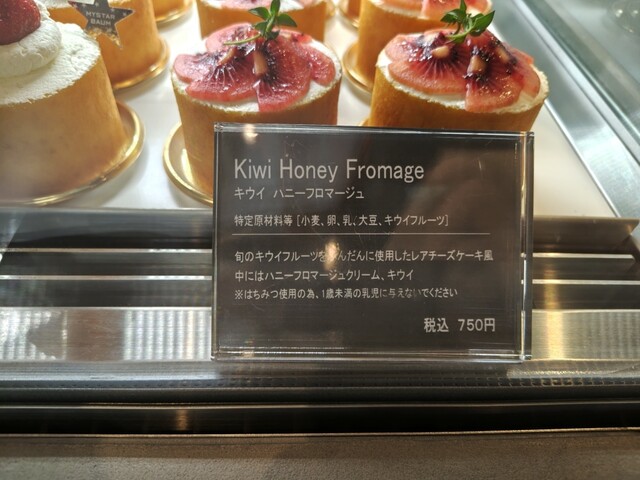 MYSTAR
BAUM
Kiwi Honey Fromage
キウイ ハニーフロマージュ
特定原材料等 [小麦、卵、乳、大豆、キウイフルーツ]
旬のキウイフルーツをふんだんに使用したレアチーズケーキ風
中にはハニーフロマージュクリーム、キウイ
※はちみつ使用の為、1歳未満の乳児に与えないでください
税込 750円